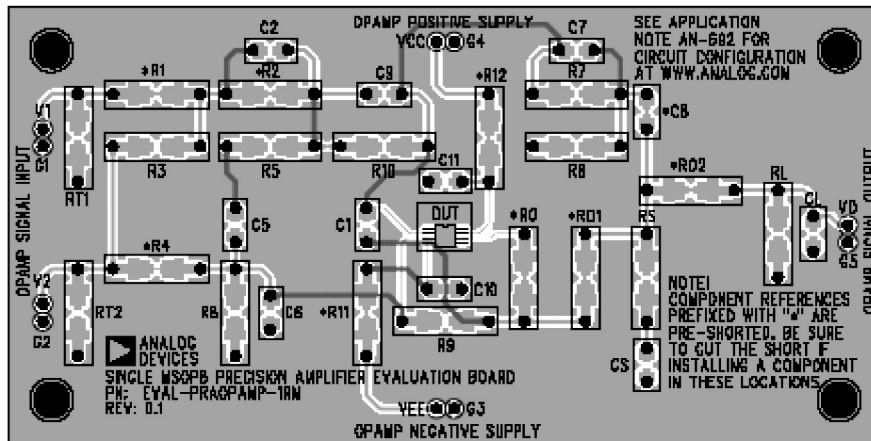 C2
OPAMP POSITIVE SUPPLY
VCC G4
C7
SEE APPLICATION
NOTE AN-692 FOR
CIRCUIT CONFIGURATION
AT WWW.ANALOG.COM
*R1
*R2
C9
*R12
R7
*C8
V1
G1
RT1
R3
R5
R10
C11
R8
OPAMP SIGNAL INPUT
*RO2
RL
CL
VO
G5
OPAMP SIGNAL OUTPUT
C5
C1
DUT
*RO
*RO1
RS
*R4
V2
G2
RT2
R6
C6
*R11
C10
R9
NOTE1
COMPONENT REFERENCES
PREFIXED WITH "*" ARE
PRE-SHORTED. BE SURE
TO CUT THE SHORT IF
INSTALLING A COMPONENT
IN THESE LOCATIONS
CS
ANALOG
DEVICES
SINGLE MSOP8 PRECISION AMPLIFIER EVALUATION BOARD
PN: EVAL-PRAOPAMP-1RM
REV: 0.1
VEE G3
OPAMP NEGATIVE SUPPLY